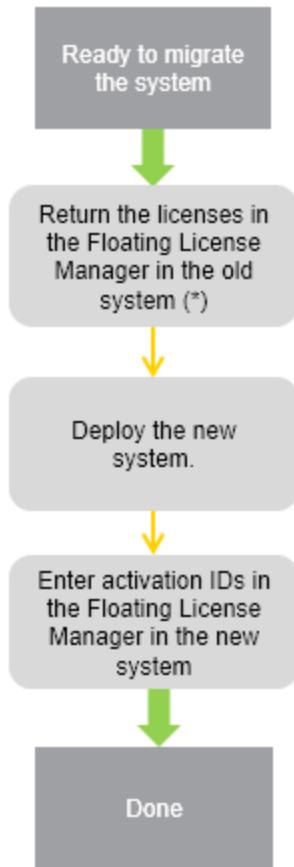 Ready to migrate
the system
Return the licenses in
the Floating License
Manager in the old
system (*)
Deploy the new
system.
Enter activation IDs in
the Floating License
Manager in the new
system
Done